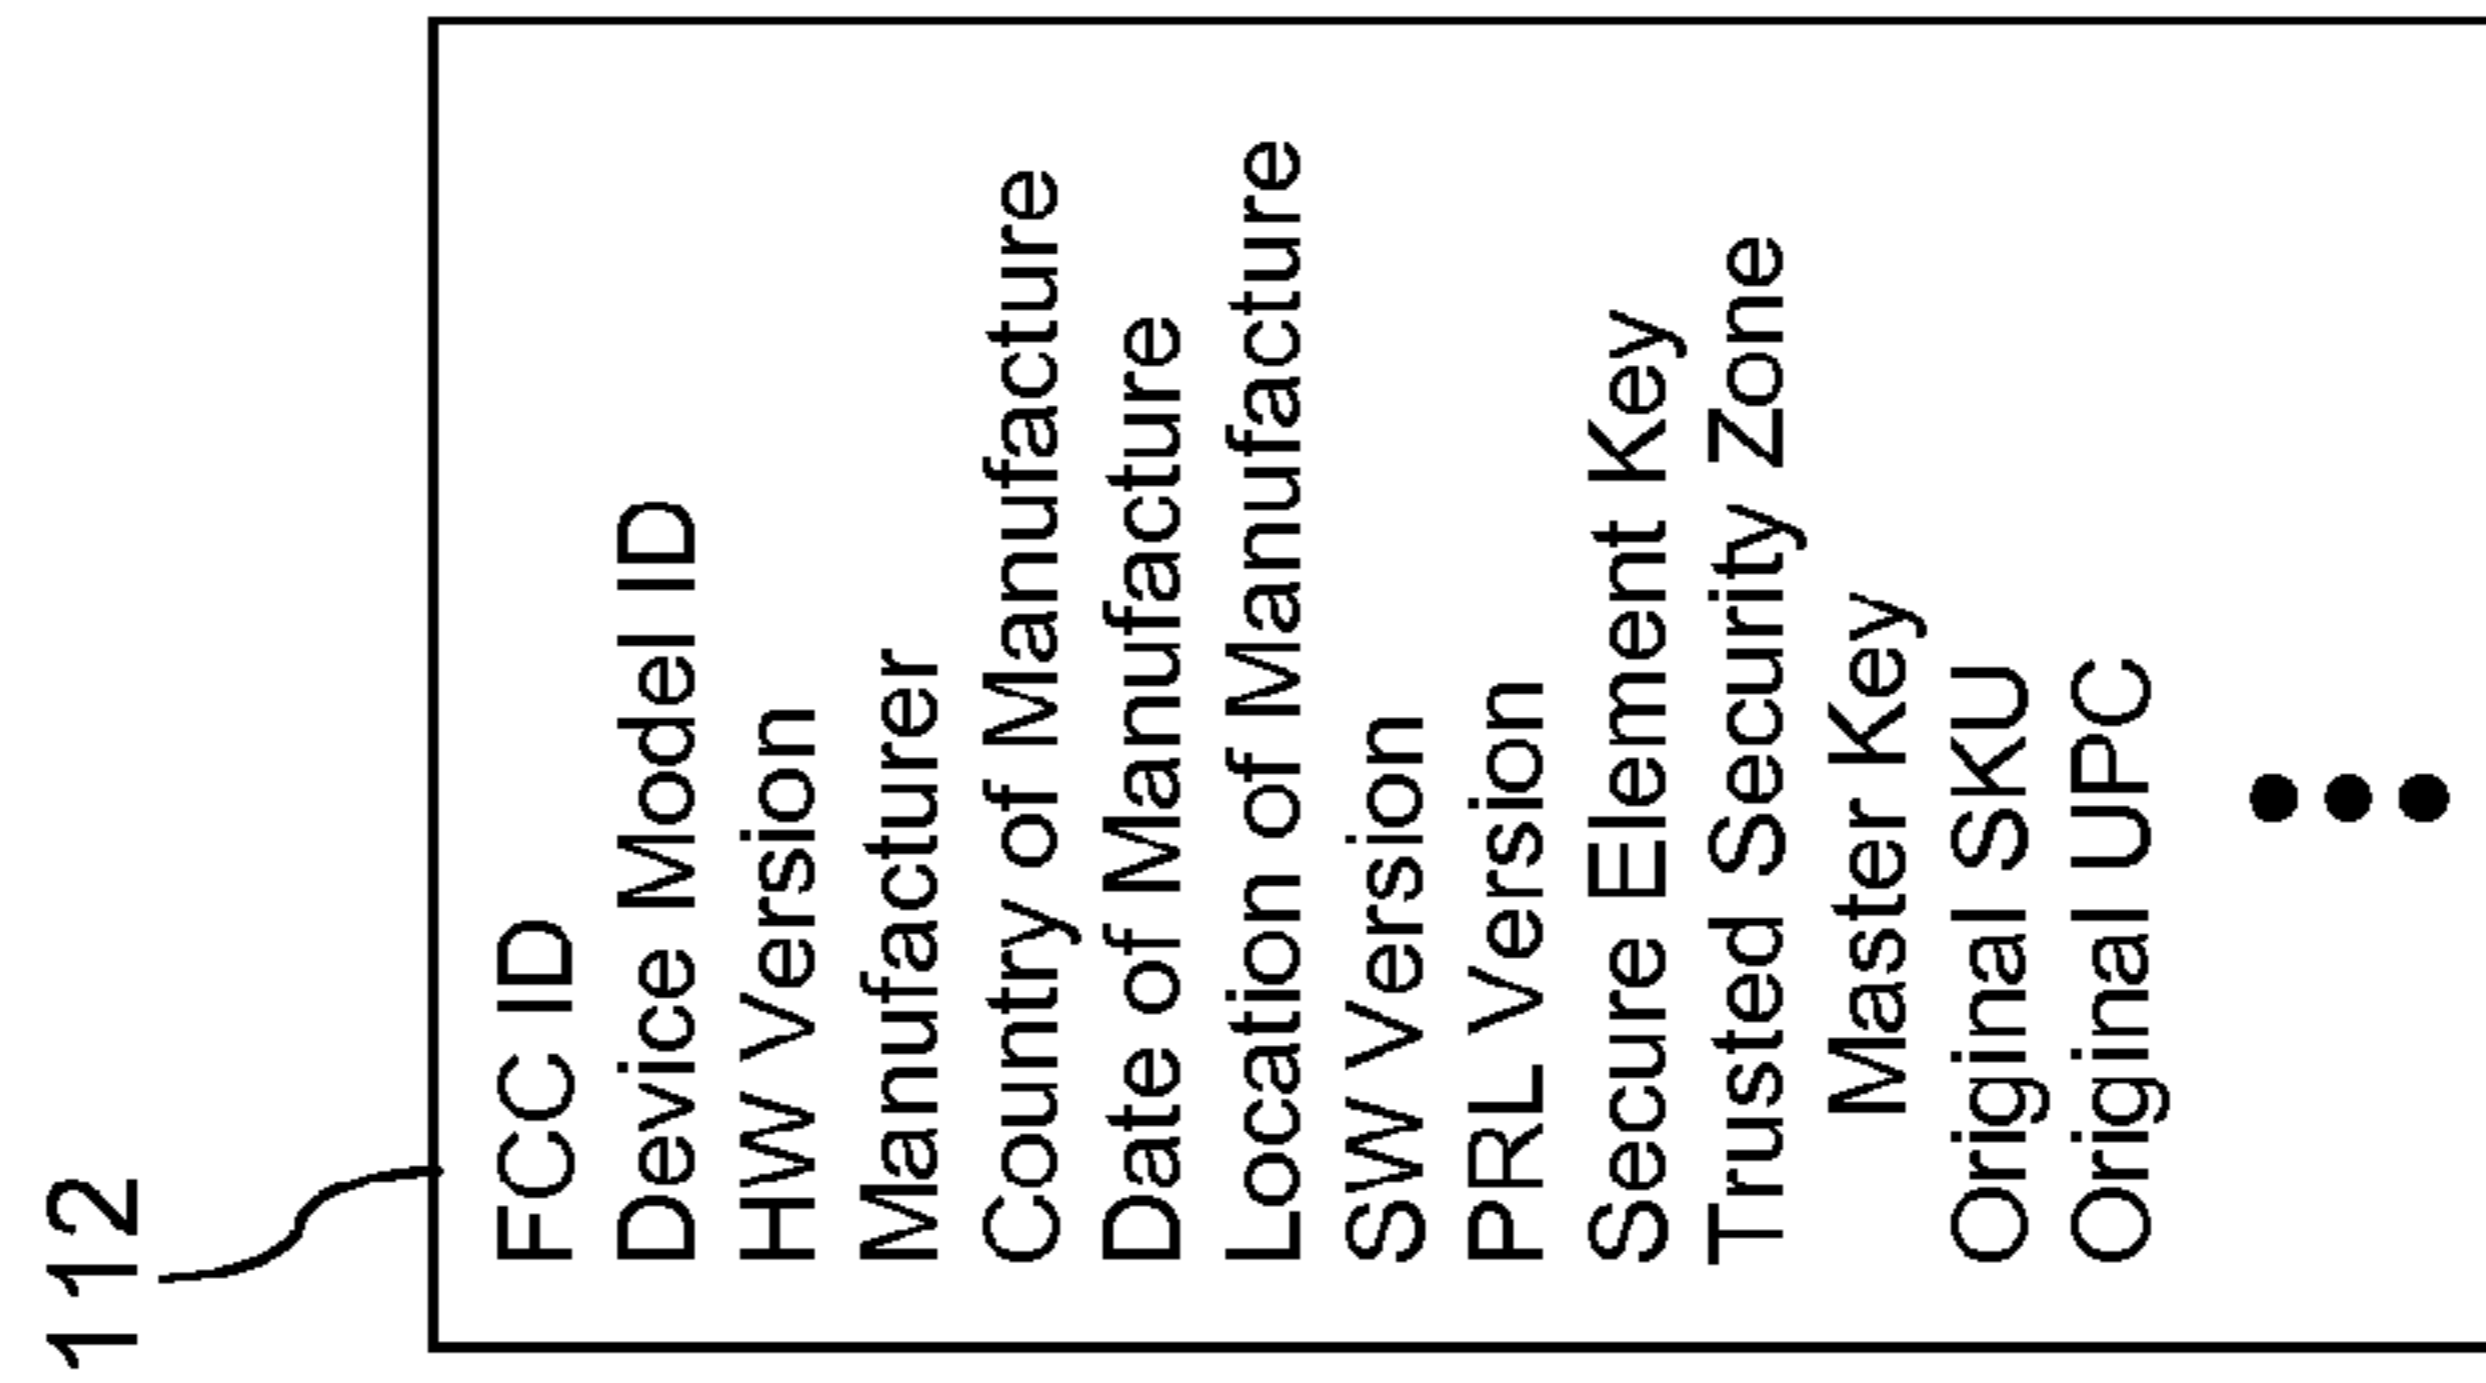 112
FCC ID
Device Model ID
HW Version
Manufacturer
Country of Manufacture
Date of Manufacture
Location of Manufacture
SW Version
PRL Version
Secure Element Key
Trusted Security Zone
Master Key
Original SKU
Original UPC